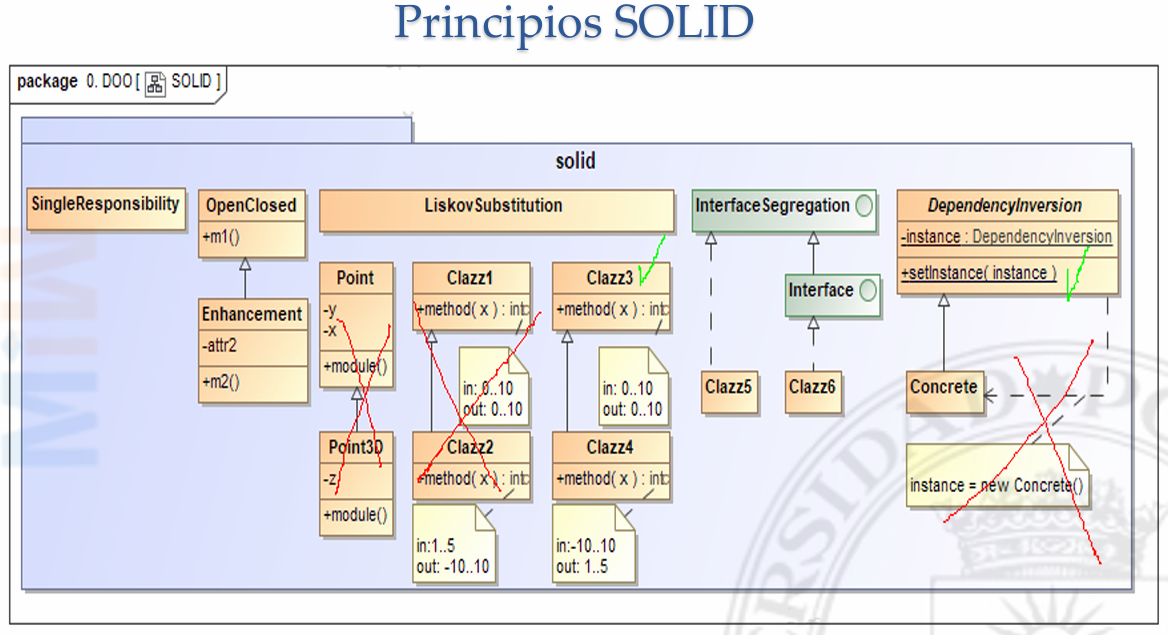 Principios SOLID
package 0. DOO [ SOLID ]
solid
SingleResponsibility
OpenClosed
+m1()
Enhancement
-attr2
+m2()
LiskovSubstitution
Point
-y
-x
+module()
Point3D
-z
+module()
Clazz1
+method( x ) : int
in: 0..10
out: 0..10
Clazz2
+method( x ) : int
in:1..5
out: -10..10
Clazz3
+method( x ) : int
in: 0..10
out: 0..10
Clazz4
+method( x ) : int
in:-10..10
out: 1..5
InterfaceSegregation
Interface
Clazz5
Clazz6
DependencyInversion
-instance : DependencyInversion
+setInstance( instance )
Concrete
instance = new Concrete()